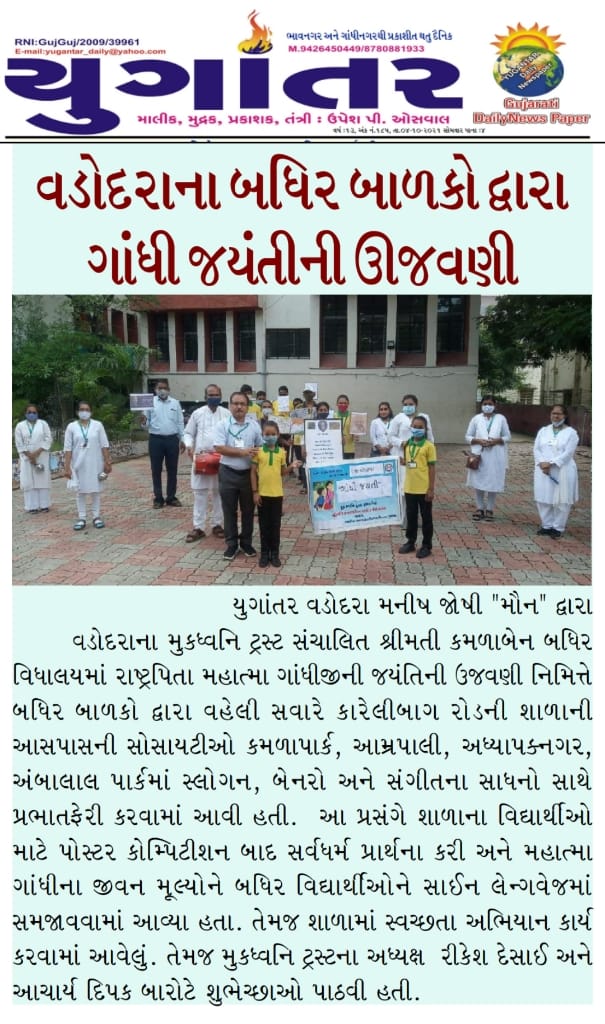 RNI:GujGuj/2009/39961
E-mail:yugantar_daily@yahoo.com
ભાવનગર અને ગાંધીનગરથી પ્રકાશીત થતુ દૈનિક
M.9426450449/8780881933
યુગાંતર
YUGANTAR
Daily
Newspaper
Gujarati
DailyNews Paper
માલીક, મુદ્રક, પ્રકાશક, તંત્રી : ઉપેશ પી. ઓસવાલ
વર્ષ :૧૩, અંક નં.૧૮૫, તા.૦૪-૧૦-૨૦૨૧ સોમવાર પાના :૪
વડોદરાના બધિર બાળકો દ્વારા
ગાંધી જયંતીની ઊજવણી
ગાંધી જયંતી
યુગાંતર વડોદરા મનીષ જોષી "મૌન" દ્વારા
વડોદરાના મુકધ્વનિ ટ્રસ્ટ સંચાલિત શ્રીમતી કમળાબેન બધિર
વિધાલયમાં રાષ્ટ્રપિતા મહાત્મા ગાંધીજીની જયંતિની ઉજવણી નિમિત્તે
બધિર બાળકો દ્વારા વહેલી સવારે કારેલીબાગ રોડની શાળાની
આસપાસની સોસાયટીઓ કમળાપાર્ક, આમ્રપાલી, અધ્યાપકનગર,
અંબાલાલ પાર્કમાં સ્લોગન, બેનરો અને સંગીતના સાધનો સાથે
પ્રભાતફેરી કરવામાં આવી હતી. આ પ્રસંગે શાળાના વિદ્યાર્થીઓ
માટે પોસ્ટર કોમ્પિટીશન બાદ સર્વધર્મ પ્રાર્થના કરી અને મહાત્મા
ગાંધીના જીવન મૂલ્યોને બધિર વિદ્યાર્થીઓને સાઈન લેન્ગવેજમાં
સમજાવવામાં આવ્યા હતા. તેમજ શાળામાં સ્વચ્છતા અભિયાન કાર્ય
કરવામાં આવેલું. તેમજ મુકધ્વનિ ટ્રસ્ટના અધ્યક્ષ રીકેશ દેસાઈ અને
આચાર્ય દિપક બારોટે શુભેચ્છાઓ પાઠવી હતી.